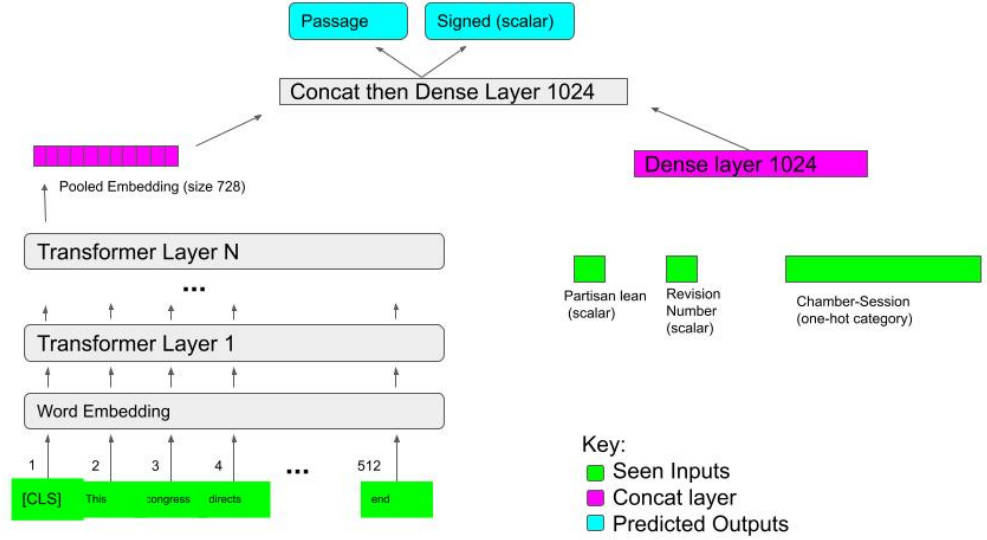 Passage
Signed (scalar)
Concat then Dense Layer 1024
Pooled Embedding (size 728)
Dense layer 1024
Transformer Layer N
...
Transformer Layer 1
Word Embedding
1 2 3 4 ... 512
[CLS] This congress directs end
Partisan lean
(scalar)
Revision
Number
(scalar)
Chamber-Session
(one-hot category)
Key:
Seen Inputs
Concat layer
Predicted Outputs